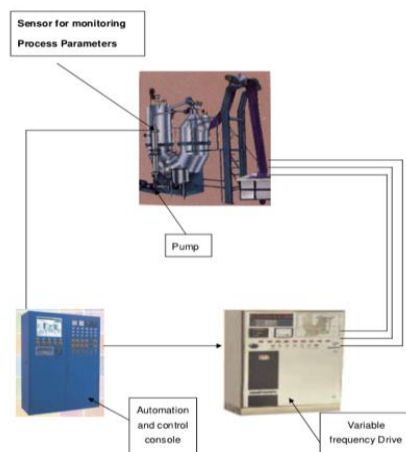 Sensor for monitoring
Process Parameters
Pump
Automation
and control
console
Variable
frequency Drive